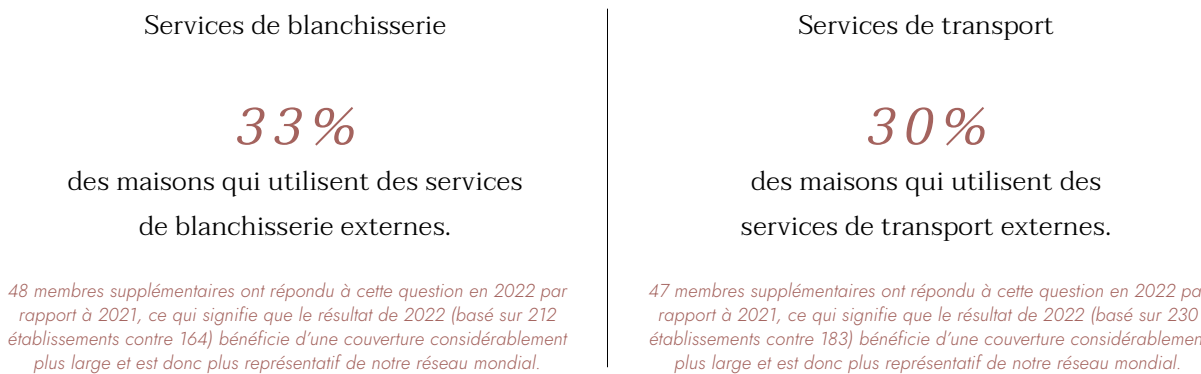 Services de blanchisserie
33%
des maisons qui utilisent des services
de blanchisserie externes.
48 membres supplémentaires ont répondu à cette question en 2022 par
rapport à 2021, ce qui signifie que le résultat de 2022 (basé sur 212
établissements contre 164) bénéficie d’une couverture considérablement
plus large et est donc plus représentatif de notre réseau mondial.
Services de transport
30%
des maisons qui utilisent des
services de transport externes.
47 membres supplémentaires ont répondu à cette question en 2022 pa
rapport à 2021, ce qui signifie que le résultat de 2022 (basé sur 230
établissements contre 183) bénéficie d’une couverture considérablemen
plus large et est donc plus représentatif de notre réseau mondial.